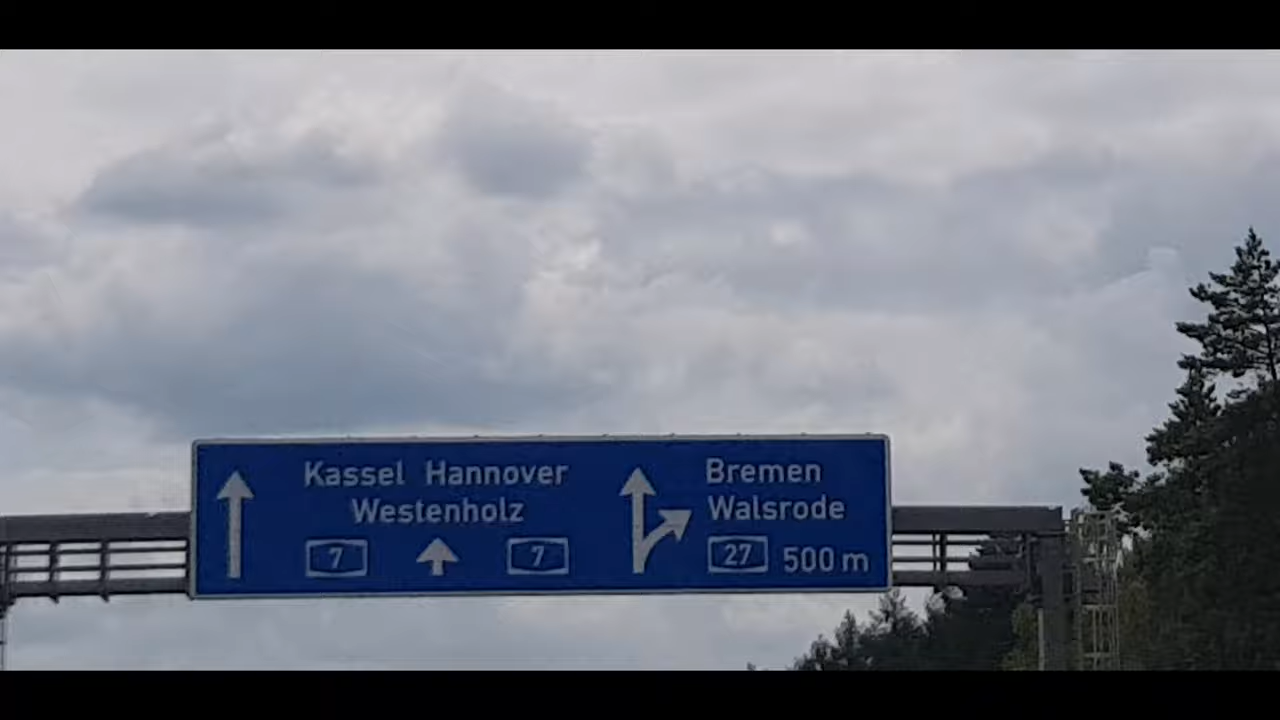 Kassel Hannover
Westenholz
7
7
Bremen
Walsrode
27 500 m